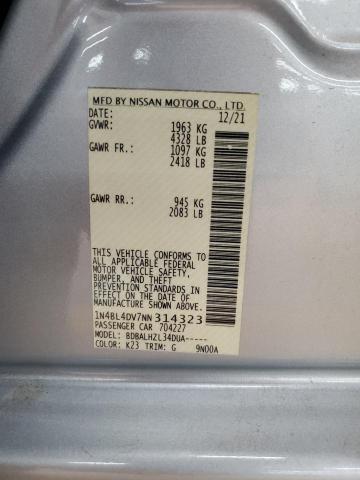 MFD BY NISSAN MOTOR CO., LTD.
DATE: 12/21
GVWR: 1963 KG
4328 LB
GAWR FR.: 1097 KG
2418 LB
GAWR RR.: 945 KG
2083 LB
THIS VEHICLE CONFORMS TO
ALL APPLICABLE FEDERAL
MOTOR VEHICLE SAFETY,
BUMPER, AND THEFT
PREVENTION STANDARDS IN
EFFECT ON THE DATE OF
MANUFACTURE SHOWN ABOVE.
1N4BL4DV7NN314323
PASSENGER CAR 704227
MODEL: BDBALHZL34DUA-----
COLOR: K23 TRIM: G 9N00A